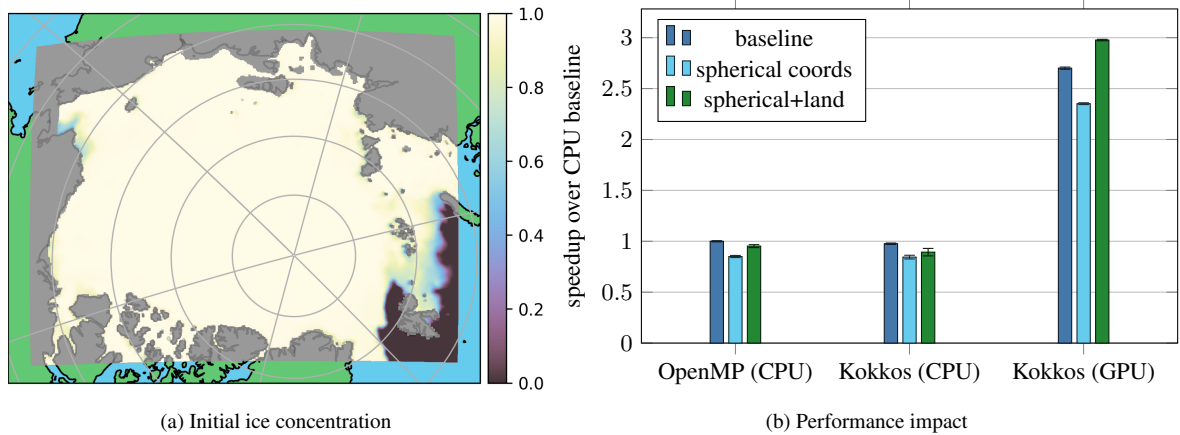 1.0
0.8
0.6
0.4
0.2
0.0
(a) Initial ice concentration
speedup over CPU baseline
3
2.5
2
1.5
1
0.5
0
baseline
spherical coords
spherical+land
OpenMP (CPU)
Kokkos (CPU)
Kokkos (GPU)
(b) Performance impact